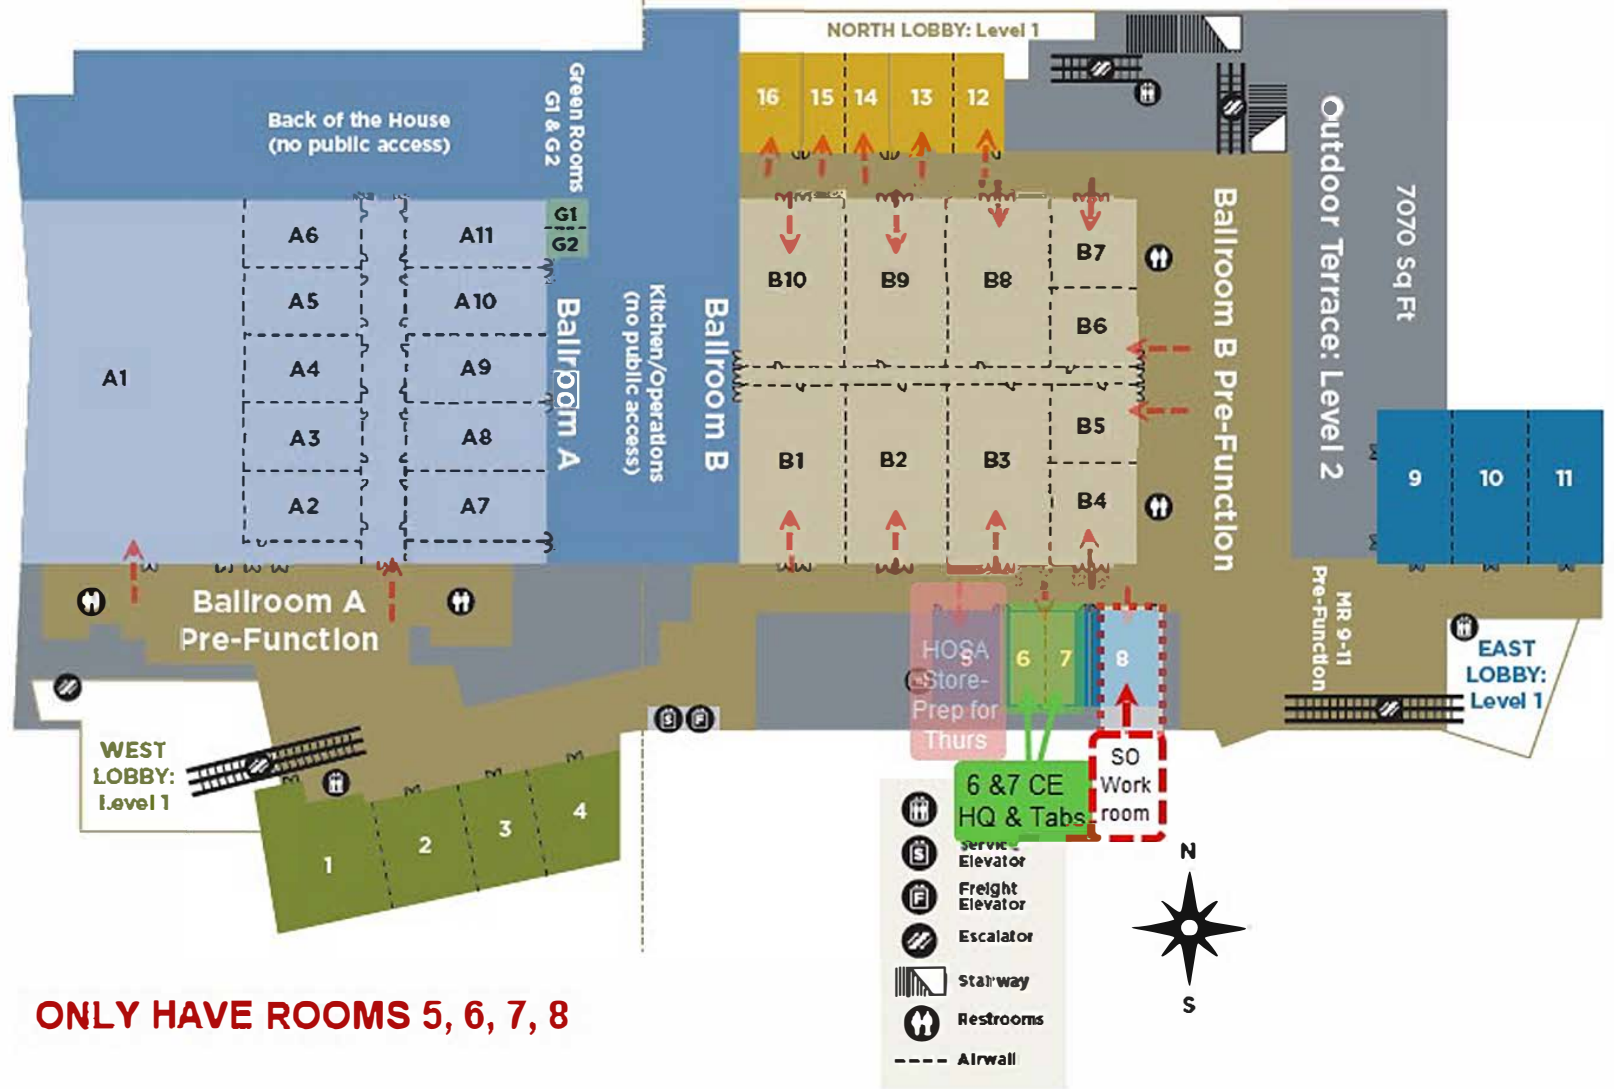 NORTH LOBBY: Level 1
Back of the House
(no public access)
Green Rooms
G1 & G2
16
15
14
13
12
Outdoor Terrace: Level 2
7070 Sq Ft
A6
A11
G1
G2
A5
A10
A1
A4
A9
A3
A8
A2
A7
Ballroom A
Kitchen/Operations
(no public access)
Ballroom B
B10
B9
B8
B7
B6
B5
B1
B2
B3
B4
Ballroom B Pre-Function
9
10
11
Ballroom A
Pre-Function
MR 9-11
Pre-Function
EAST
LOBBY:
Level 1
HOSA
5
Store-
Prep for
Thurs
6
7
8
WEST
LOBBY:
Level 1
1
2
3
4
S
F
6 &7 CE
HQ & Tabs
SO
Work
room
S
Service
Elevator
F
Freight
Elevator
Escalator
Stairway
Restrooms
Airwall
N
S
ONLY HAVE ROOMS 5, 6, 7, 8